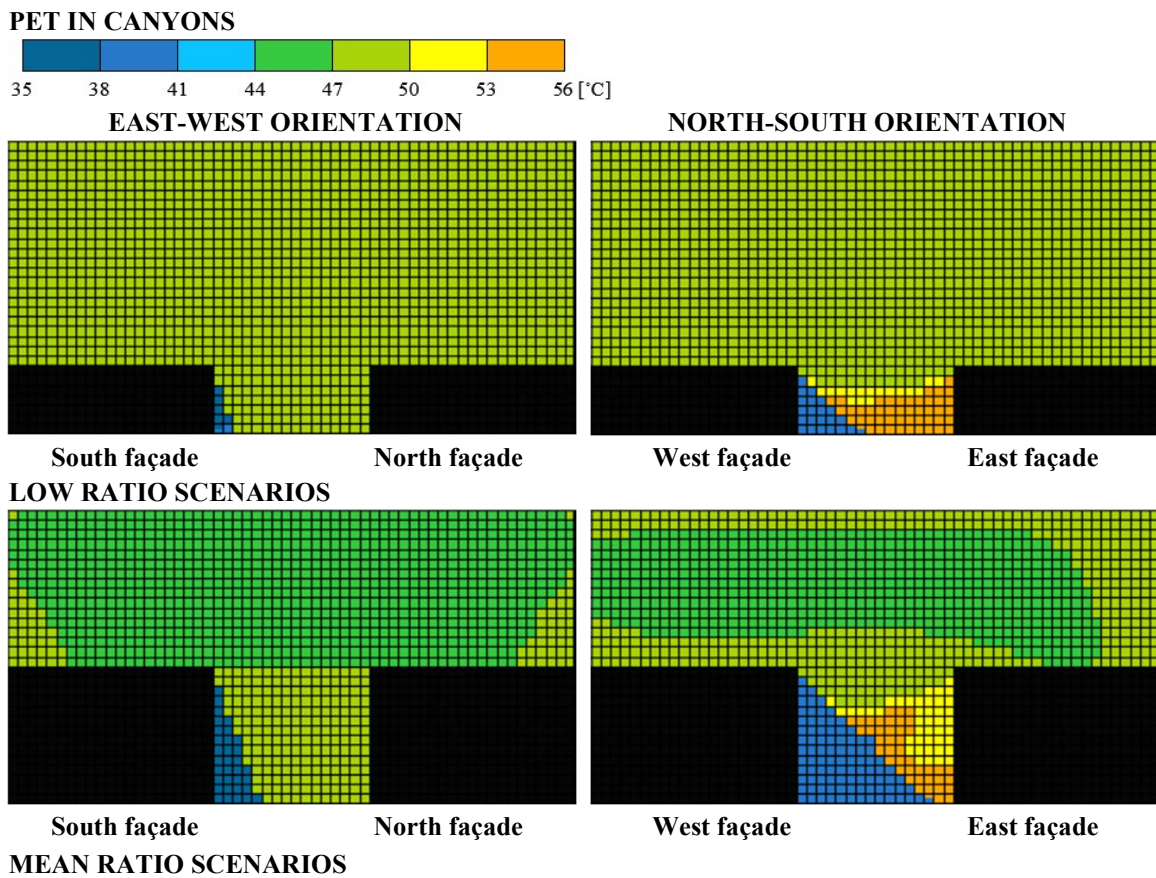 PET IN CANYONS
35 38 41 44 47 50 53 56 [°C]
EAST-WEST ORIENTATION NORTH-SOUTH ORIENTATION
South façade North façade West façade East façade
LOW RATIO SCENARIOS
South façade North façade West façade East façade
MEAN RATIO SCENARIOS